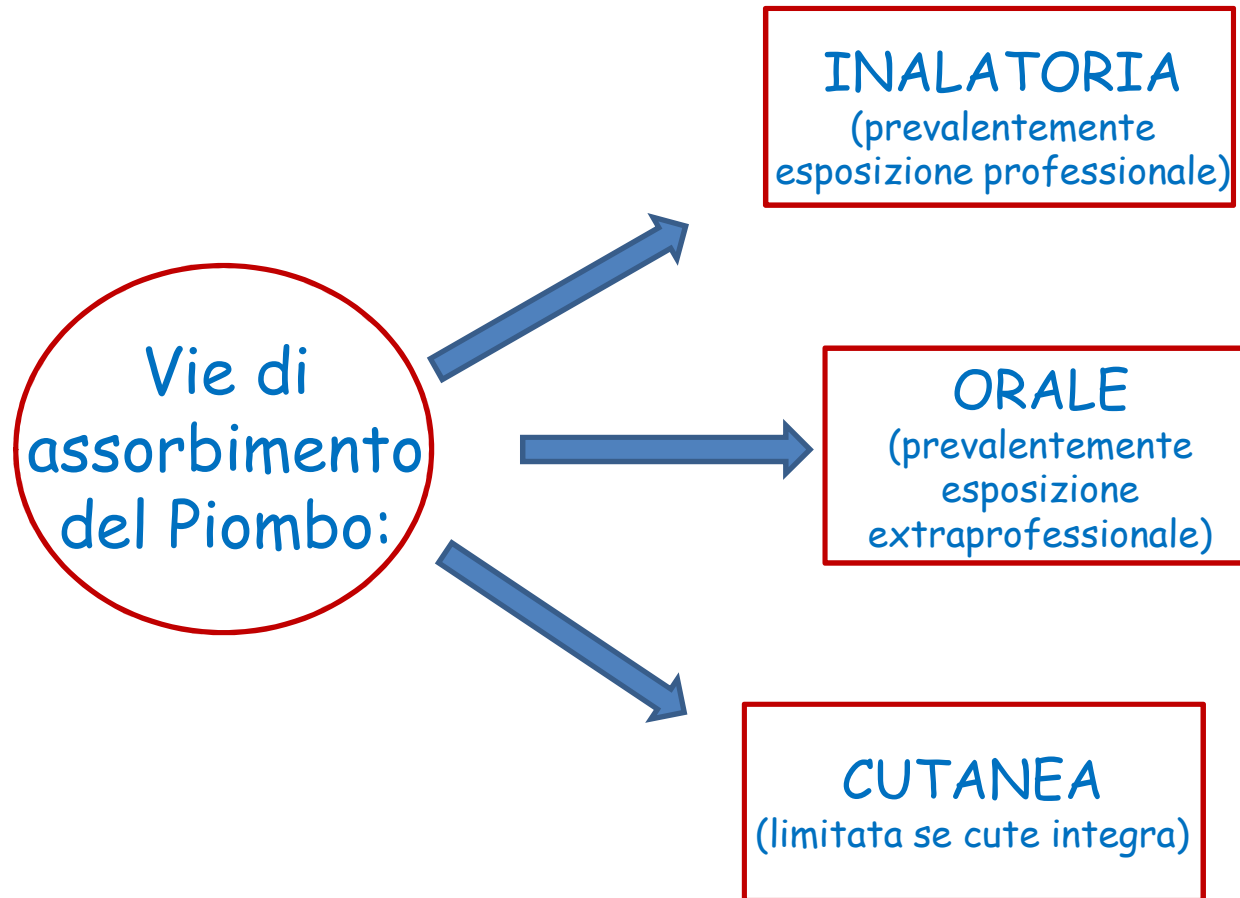 INALATORIA
(prevalentemente
esposizione professionale)
Vie di
assorbimento
del Piombo:
ORALE
(prevalentemente
esposizione
extraprofessionale)
CUTANEA
(limitata se cute integra)